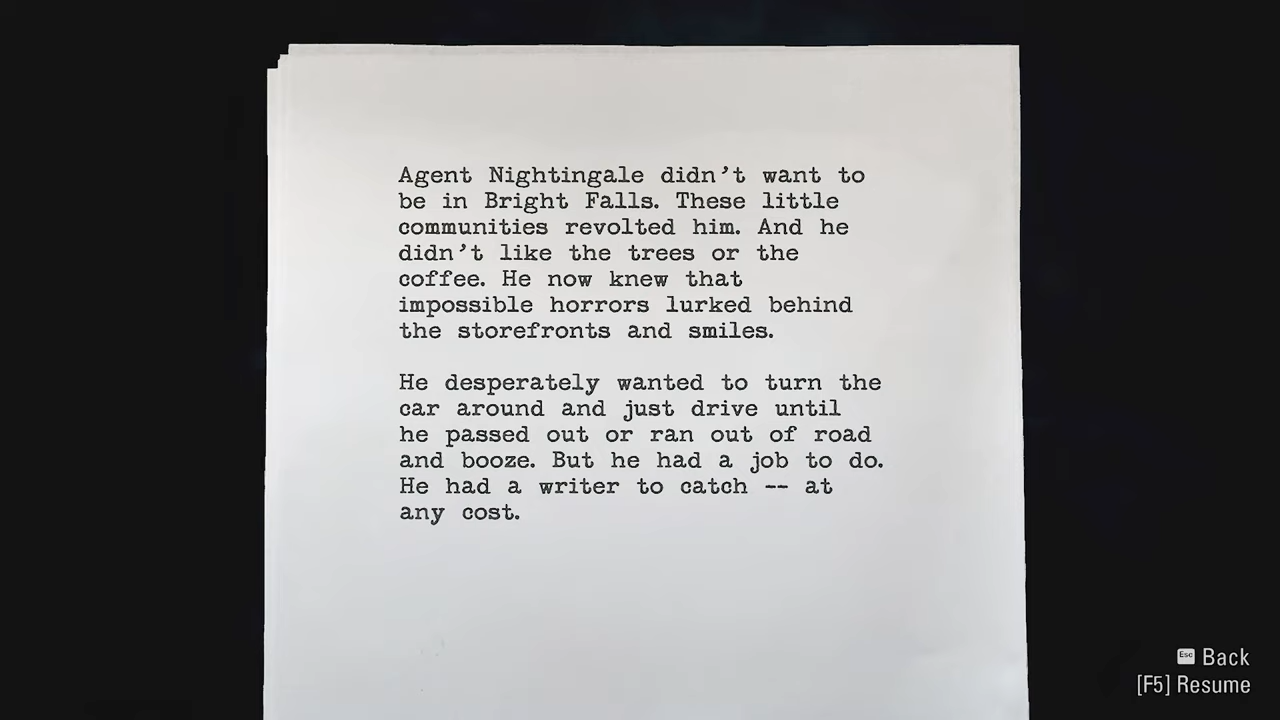 Agent Nightingale didn't want to
be in Bright Falls. These little
communities revolted him. And he
didn't like the trees or the
coffee. He now knew that
impossible horrors lurked behind
the storefronts and smiles.
He desperately wanted to turn the
car around and just drive until
he passed out or ran out of road
and booze. But he had a job to do.
He had a writer to catch -- at
any cost.
Esc Back
[F5] Resume